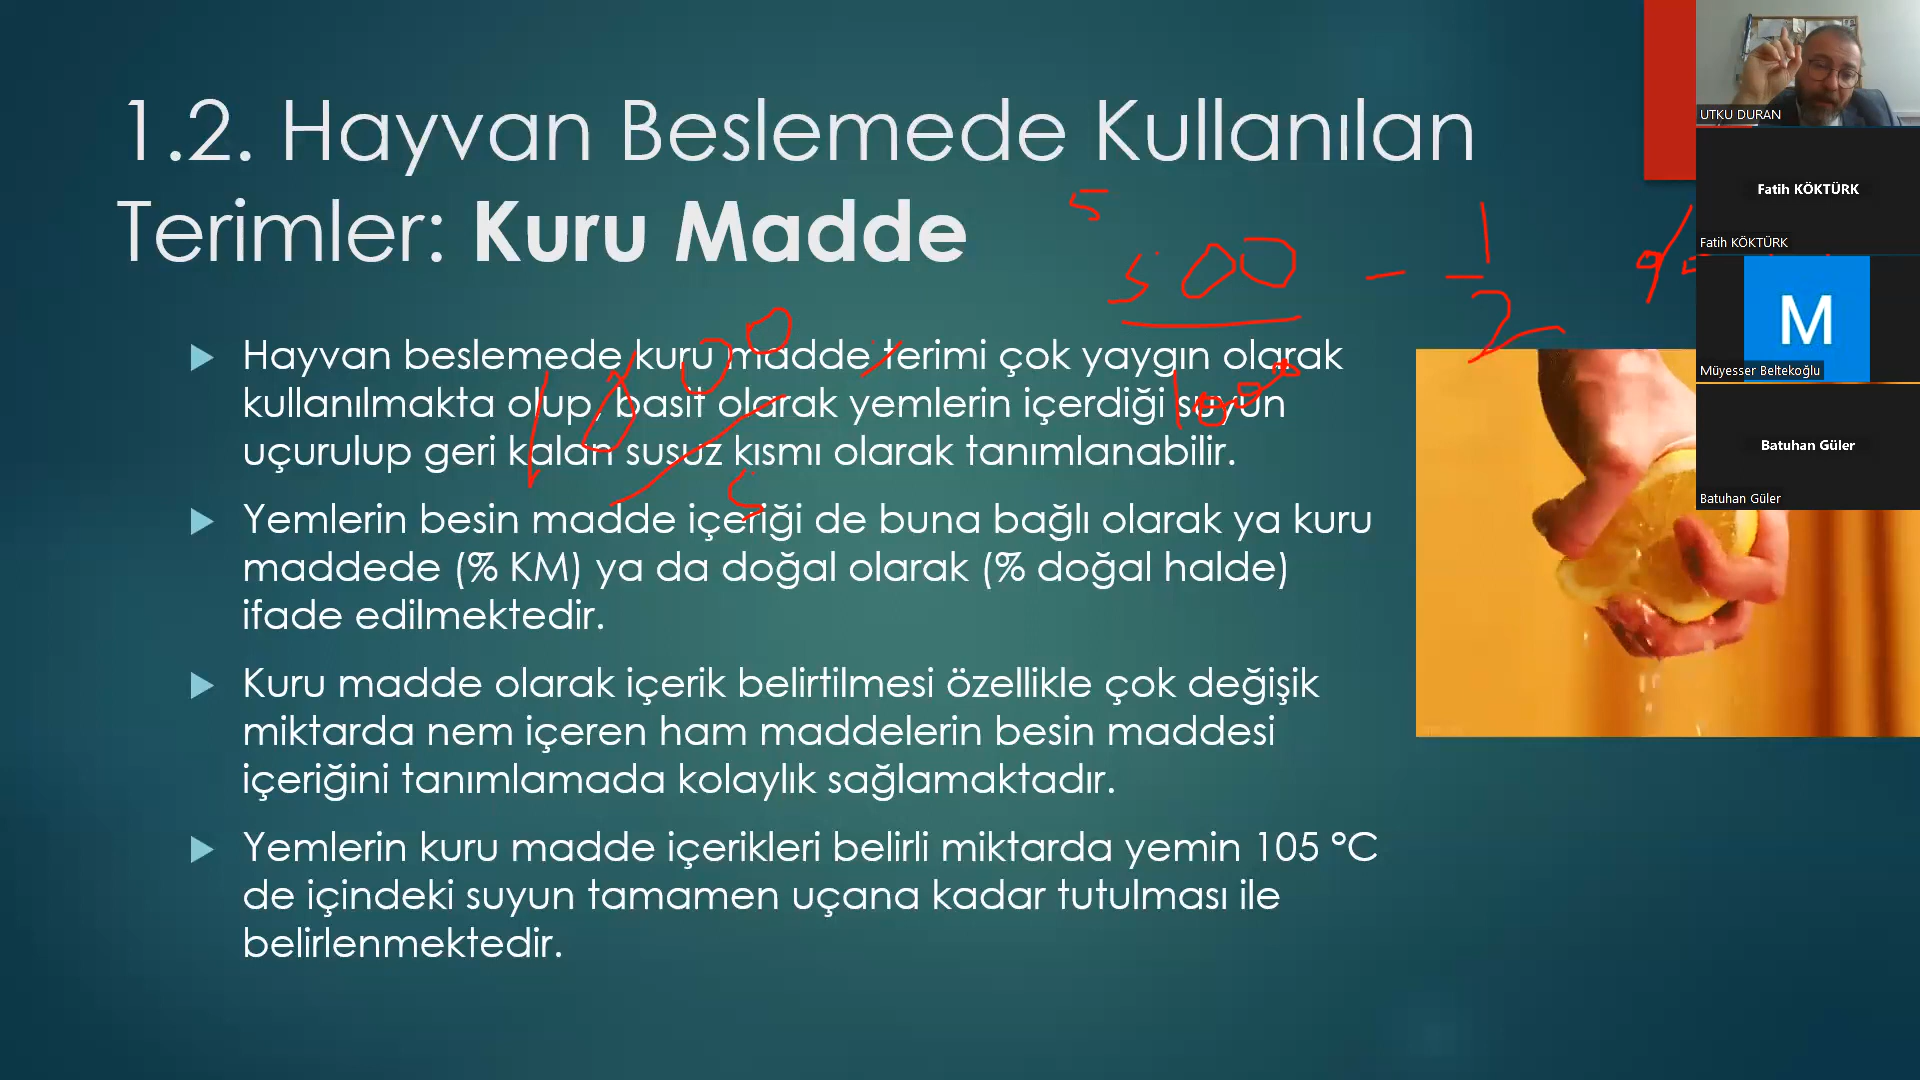 1.2. Hayvan Beslemede Kullanılan
Terimler: Kuru Madde
Hayvan beslemede kuru madde terimi çok yaygın olarak
kullanılmakta olup, basit olarak yemlerin içerdiği suyun
uçurulup geri kalan susuz kısmı olarak tanımlanabilir.
Yemlerin besin madde içeriği de buna bağlı olarak ya kuru
maddede (% KM) ya da doğal olarak (% doğal halde)
ifade edilmektedir.
Kuru madde olarak içerik belirtilmesi özellikle çok değişik
miktarda nem içeren ham maddelerin besin maddesi
içeriğini tanımlamada kolaylık sağlamaktadır.
Yemlerin kuru madde içerikleri belirli miktarda yemin 105 °C
de içindeki suyun tamamen uçana kadar tutulması ile
belirlenmektedir.
5
500 - 1
2
1000
1000
5
UTKU DURAN
Fatih KÖKTÜRK
Fatih KÖKTÜRK
M
Müyesser Beltekoğlu
Batuhan Güler
Batuhan Güler